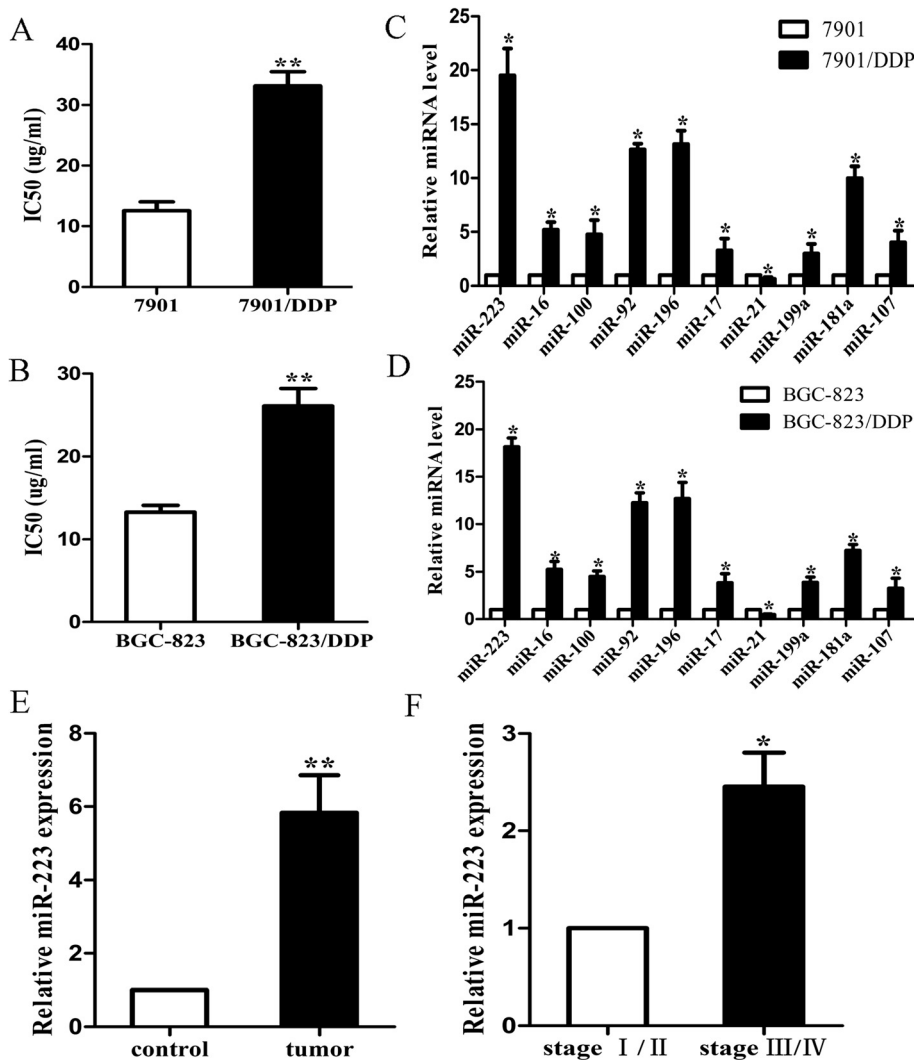 A
IC50 (ug/ml)
40
30
20
10
0
**
7901
7901/DDP
C
Relative miRNA level
25
20
15
10
5
0
7901
7901/DDP
*
*
*
*
*
*
*
*
*
*
miR-223
miR-16
miR-100
miR-92
miR-196
miR-17
miR-21
miR-199a
miR-181a
miR-107
B
IC50 (ug/ml)
30
20
10
0
**
BGC-823
BGC-823/DDP
D
Relative miRNA level
25
20
15
10
5
0
BGC-823
BGC-823/DDP
*
*
*
*
*
*
*
*
*
*
miR-223
miR-16
miR-100
miR-92
miR-196
miR-17
miR-21
miR-199a
miR-181a
miR-107
E
Relative miR-223 expression
8
6
4
2
0
**
control
tumor
F
Relative miR-223 expression
3
2
1
0
*
stage Ⅰ/Ⅱ
stage Ⅲ/Ⅳ